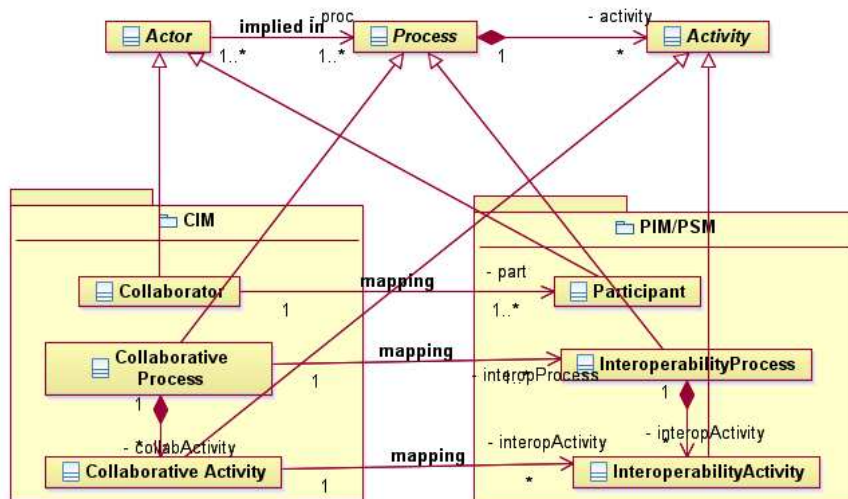 - proc
- activity
Actor
implied in
Process
Activity
1..*
1..*
1
*
CIM
PIM/PSM
- part
mapping
Collaborator
Participant
1
1..*
Collaborative
Process
mapping
InteroperabilityProcess
1
1..*
- interopProcess
1
1
*
- collabActivity
- interopActivity
*
- interopActivity
mapping
Collaborative Activity
InteroperabilityActivity
1
*